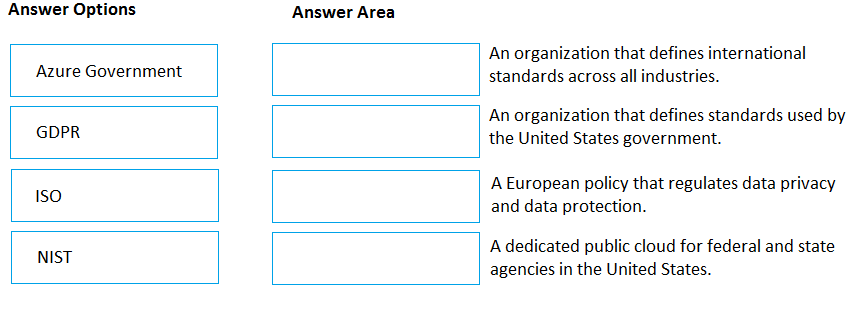 Answer Options
Answer Area
Azure Government
An organization that defines international
standards across all industries.
GDPR
An organization that defines standards used by
the United States government.
ISO
A European policy that regulates data privacy
and data protection.
NIST
A dedicated public cloud for federal and state
agencies in the United States.